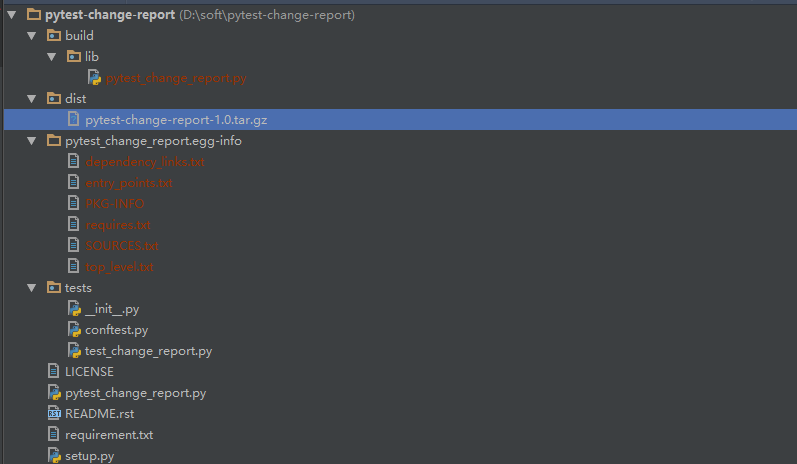 pytest-change-report (D:\soft\pytest-change-report)
build
lib
pytest_change_report.py
dist
pytest-change-report-1.0.tar.gz
pytest_change_report.egg-info
dependency_links.txt
entry_points.txt
PKG-INFO
requires.txt
SOURCES.txt
top_level.txt
tests
__init__.py
conftest.py
test_change_report.py
LICENSE
pytest_change_report.py
RST README.rst
requirement.txt
setup.py